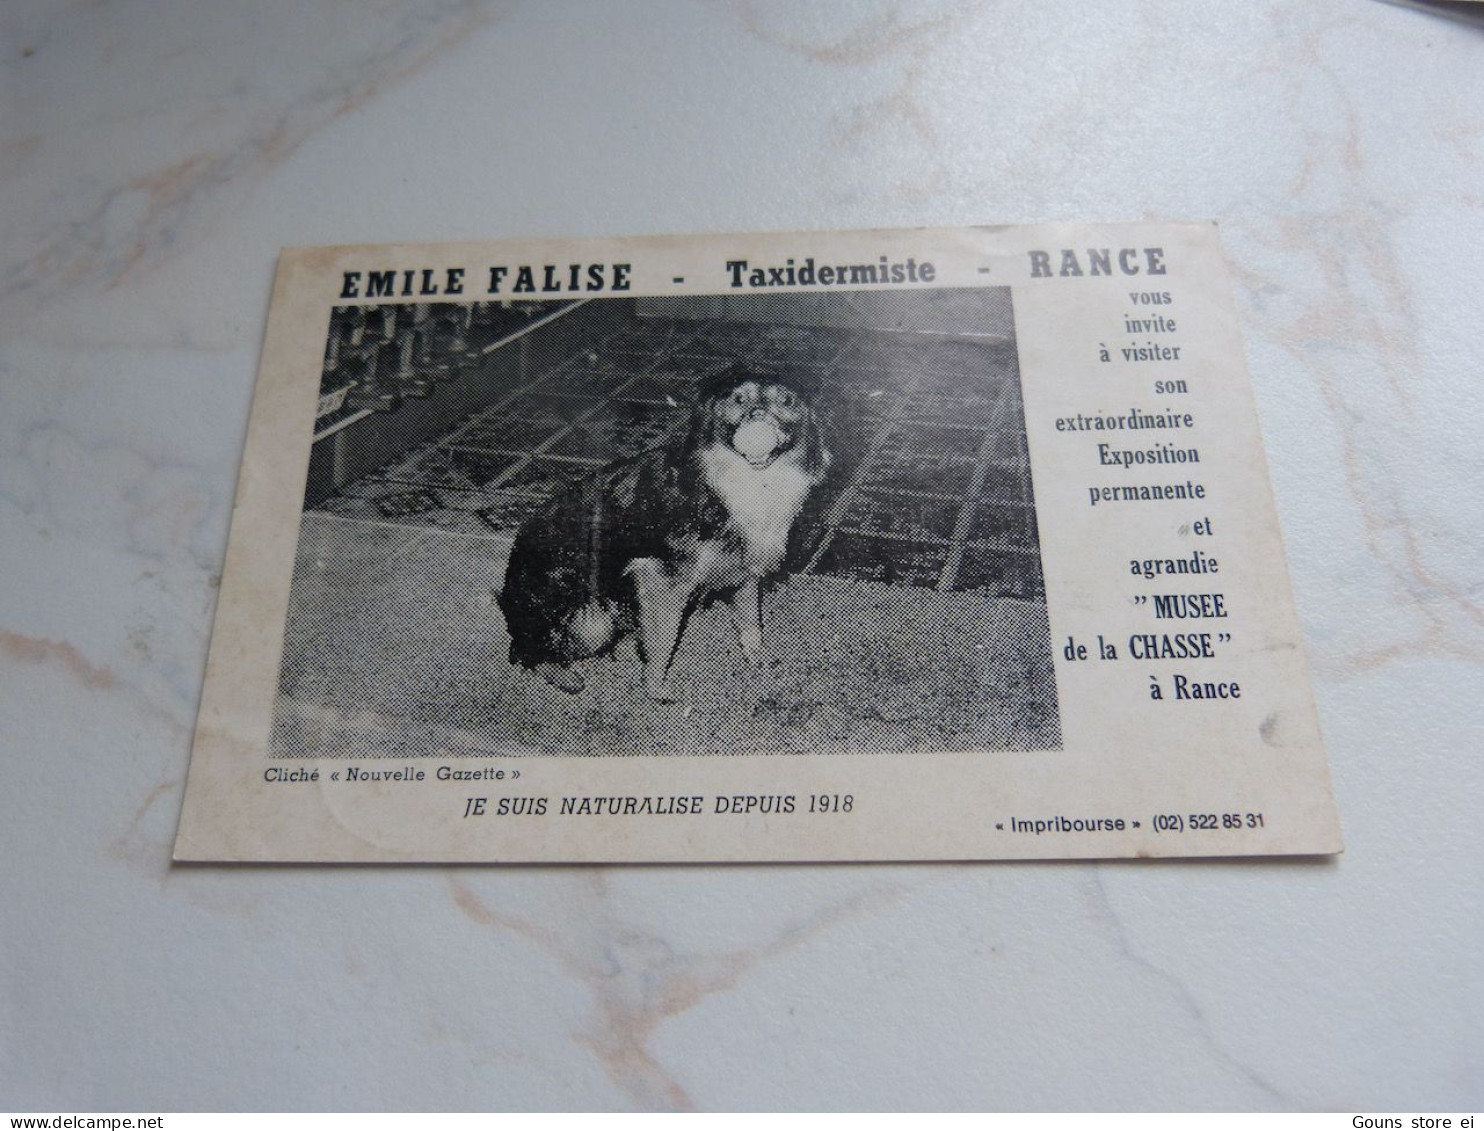 EMILE FALISE - Taxidermiste - RANCE
vous
invite
à visiter
son
extraordinaire
Exposition
permanente
et
agrandie
"MUSEE
de la CHASSE"
à Rance
Cliché « Nouvelle Gazette »
JE SUIS NATURALISE DEPUIS 1918
« Impribourse » (02) 522 85 31
delcampe.net
Gouns store ei